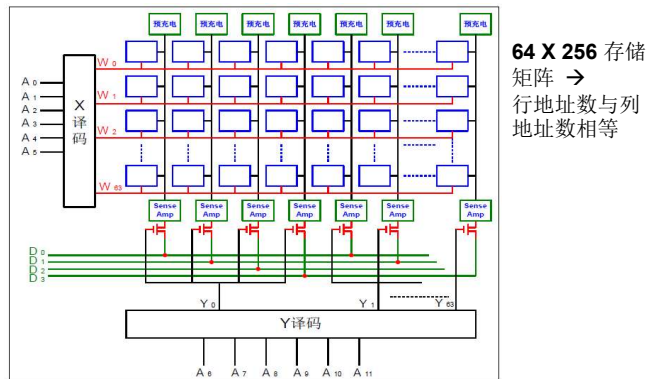 预充电 预充电 预充电 预充电 预充电 预充电 预充电
64 X 256 存储
矩阵 →
行地址数与列
地址数相等
W 0
A 0
A 1
W 1
A 2
X
译
码
A 3
W 2
A 4
A 5
W 63
Sense Amp Sense Amp Sense Amp Sense Amp Sense Amp Sense Amp Sense Amp
D 0
D 1
D 2
D 3
Y 0 Y 1 Y 63
Y译码
A 6 A 7 A 8 A 9 A 10 A 11